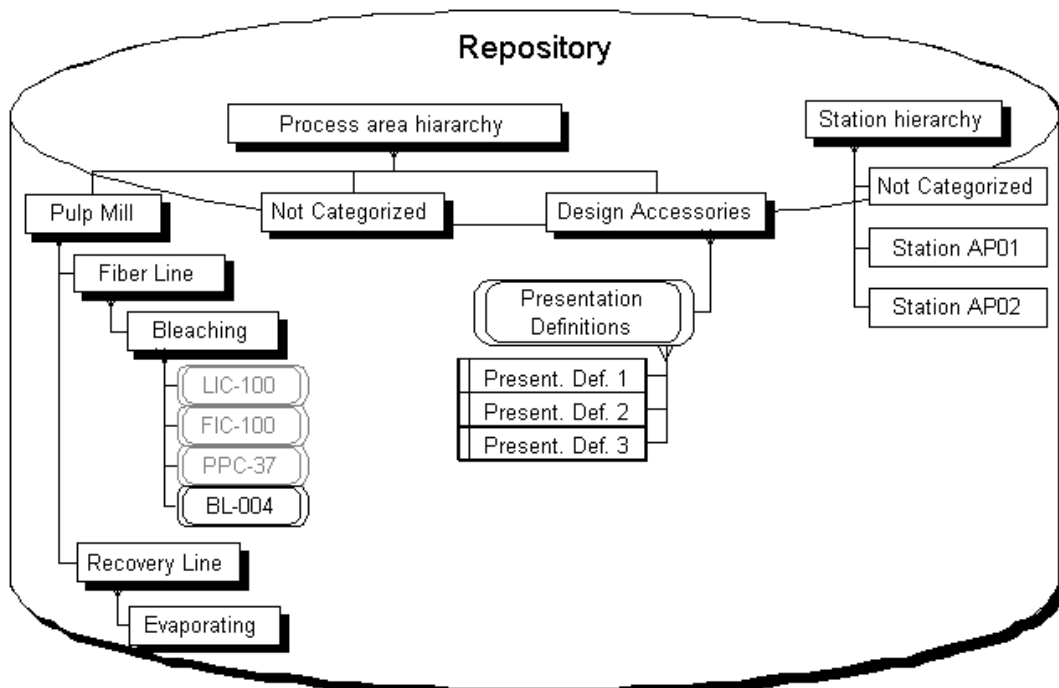 Repository
Process area hiararchy
Station hierarchy
Pulp Mill
Not Categorized
Design Accessories
Not Categorized
Fiber Line
Station AP01
Presentation
Definitions
Station AP02
Bleaching
LIC-100
Present. Def. 1
FIC-100
Present. Def. 2
PPC-37
Present. Def. 3
BL-004
Recovery Line
Evaporating